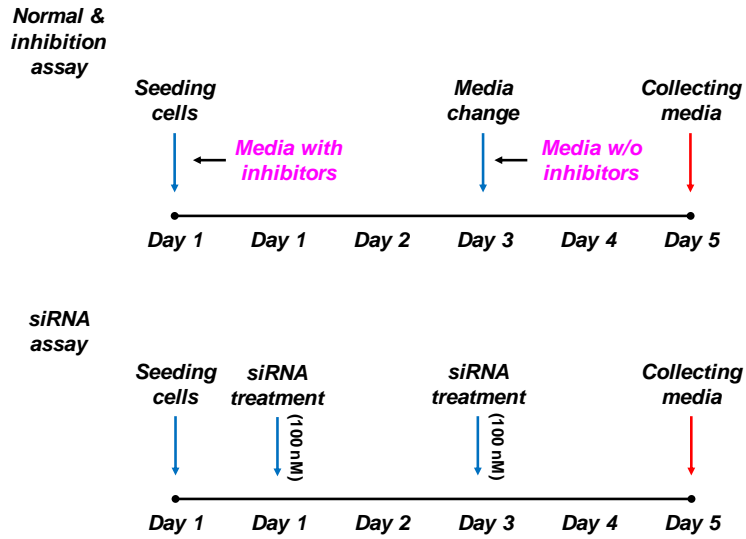 Normal &
inhibition
assay
Seeding
cells
Media
change
Collecting
media
Media with
inhibitors
Media w/o
inhibitors
Day 1
Day 1
Day 2
Day 3
Day 4
Day 5
siRNA
assay
Seeding
cells
siRNA
treatment
(100 nM)
siRNA
treatment
(100 nM)
Collecting
media
Day 1
Day 1
Day 2
Day 3
Day 4
Day 5